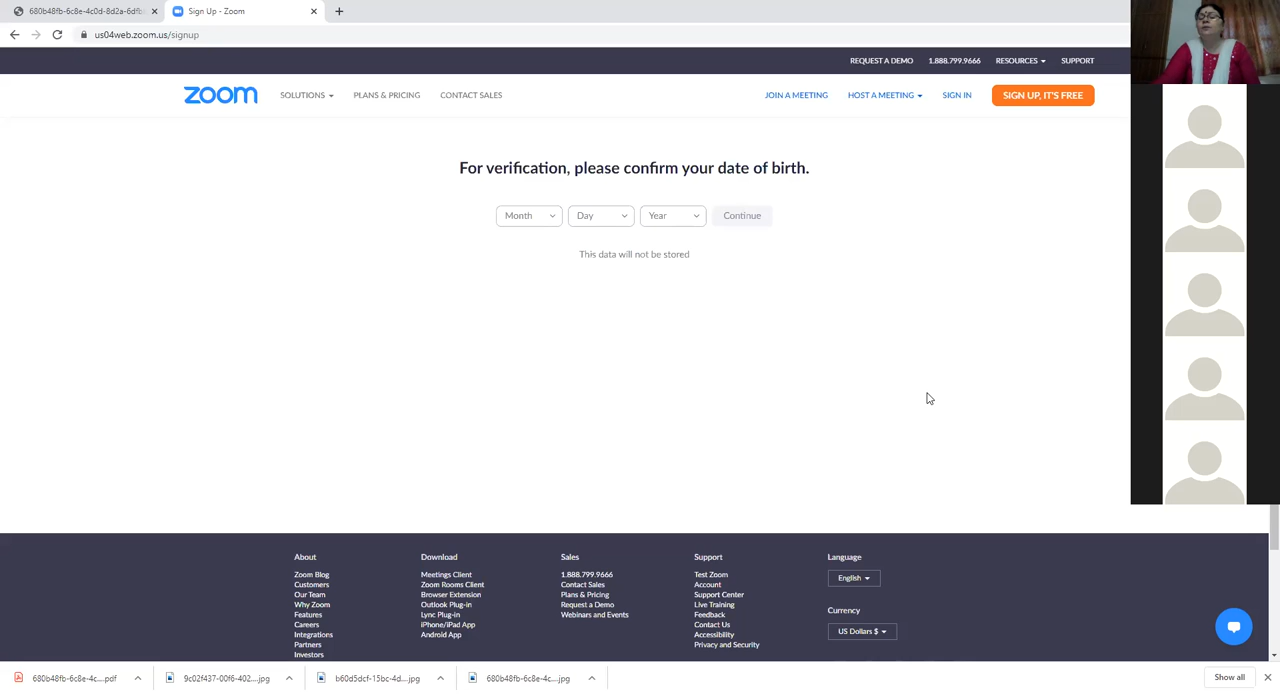 680b48fb-6c8e-4c0d-8d2a-6dfb
Sign Up - Zoom
us04web.zoom.us/signup
REQUEST A DEMO 1.888.799.9666 RESOURCES SUPPORT
zoom SOLUTIONS PLANS & PRICING CONTACT SALES JOIN A MEETING HOST A MEETING SIGN IN SIGN UP, IT'S FREE
For verification, please confirm your date of birth.
Month Day Year Continue
This data will not be stored
About
Zoom Blog
Customers
Our Team
Why Zoom
Features
Careers
Integrations
Partners
Investors
Download
Meetings Client
Zoom Rooms Client
Browser Extension
Outlook Plug-in
Lync Plug-in
iPhone/iPad App
Android App
Sales
1.888.799.9666
Contact Sales
Plans & Pricing
Request a Demo
Webinars and Events
Support
Test Zoom
Account
Support Center
Live Training
Feedback
Contact Us
Accessibility
Privacy and Security
Language
English
Currency
US Dollars $
680b48fb-6c8e-4c....pdf 9c02f437-00f6-402....jpg b60d5dcf-15bc-4d....jpg 680b48fb-6c8e-4c....jpg Show all